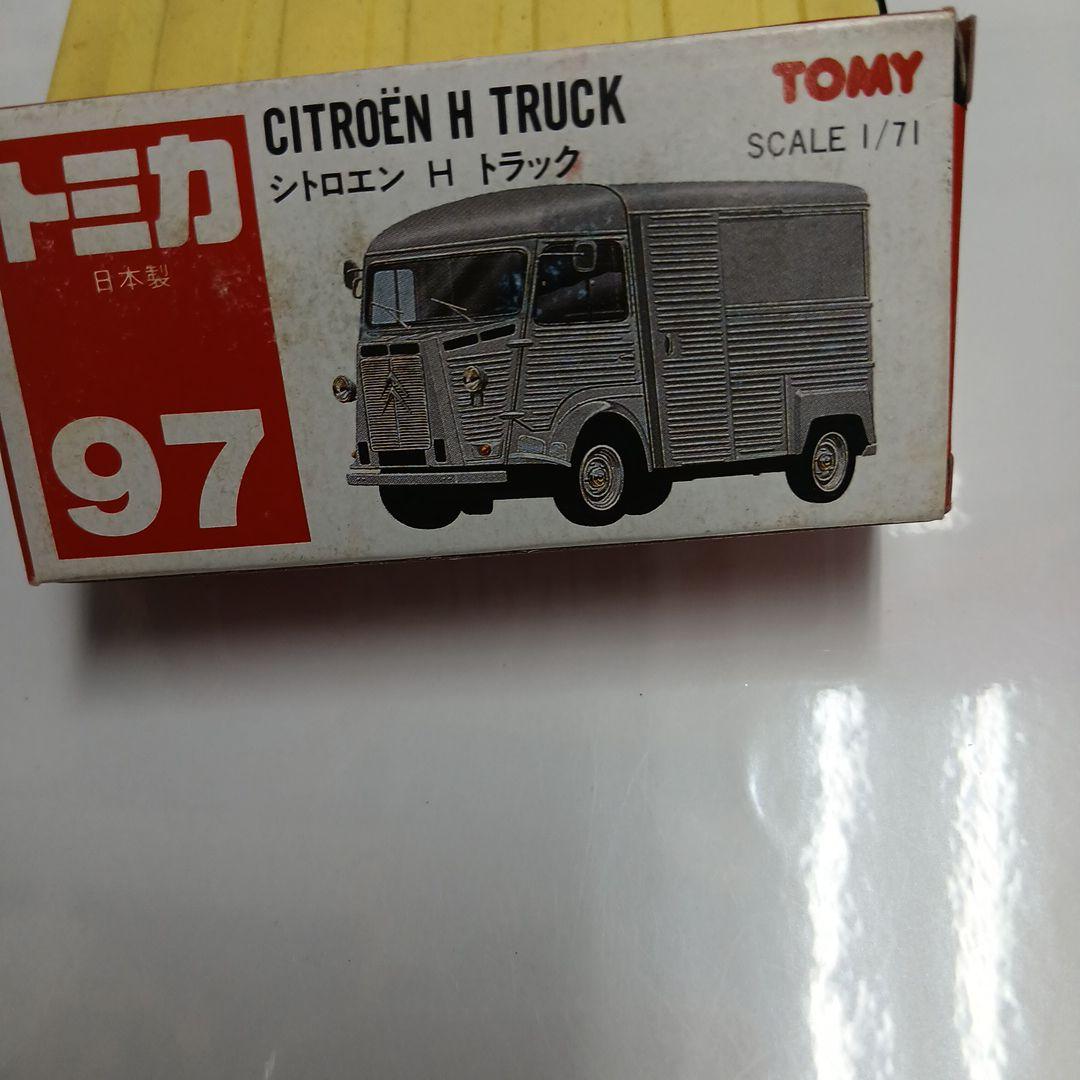 CITROËN H TRUCK
シトロエン H トラック
TOMY
SCALE 1/71
トミカ
日本製
97